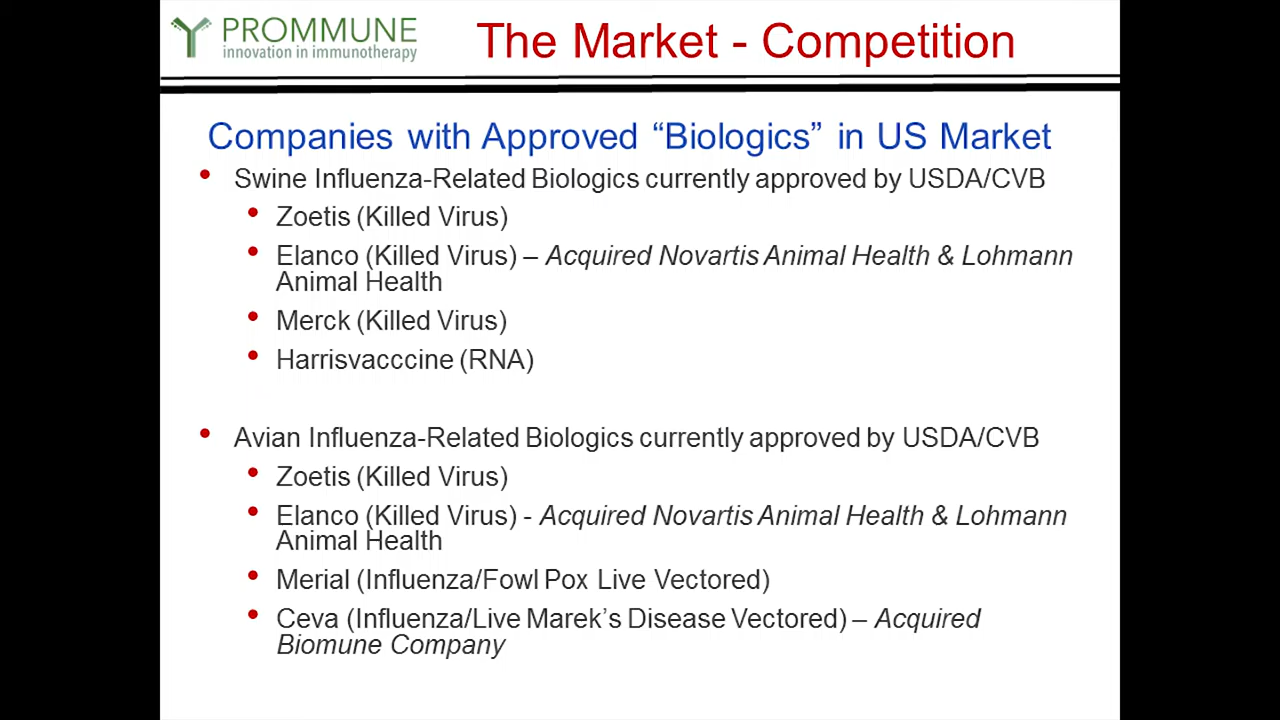 PROMMUNE
innovation in immunotherapy
The Market - Competition
Companies with Approved “Biologics” in US Market
• Swine Influenza-Related Biologics currently approved by USDA/CVB
• Zoetis (Killed Virus)
• Elanco (Killed Virus) – Acquired Novartis Animal Health & Lohmann
Animal Health
• Merck (Killed Virus)
• Harrisvacccine (RNA)
• Avian Influenza-Related Biologics currently approved by USDA/CVB
• Zoetis (Killed Virus)
• Elanco (Killed Virus) - Acquired Novartis Animal Health & Lohmann
Animal Health
• Merial (Influenza/Fowl Pox Live Vectored)
• Ceva (Influenza/Live Marek’s Disease Vectored) – Acquired
Biomune Company